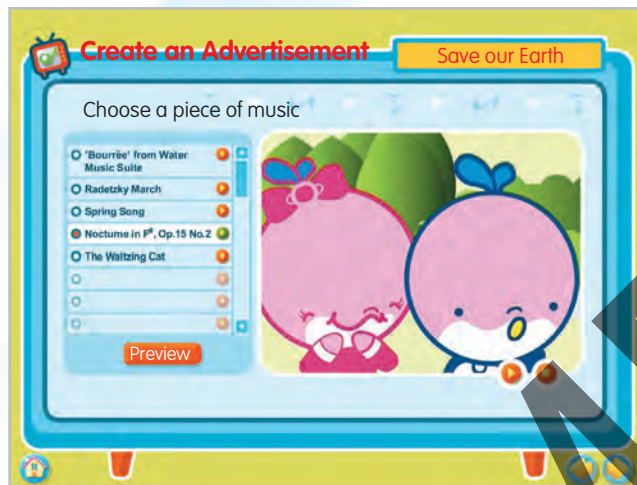 Create an Advertisement
Save our Earth
Choose a piece of music
'Bourrée' from Water
Music Suite
Radetzky March
Spring Song
Nocturne in F#, Op.15 No.2
The Waltzing Cat
Preview